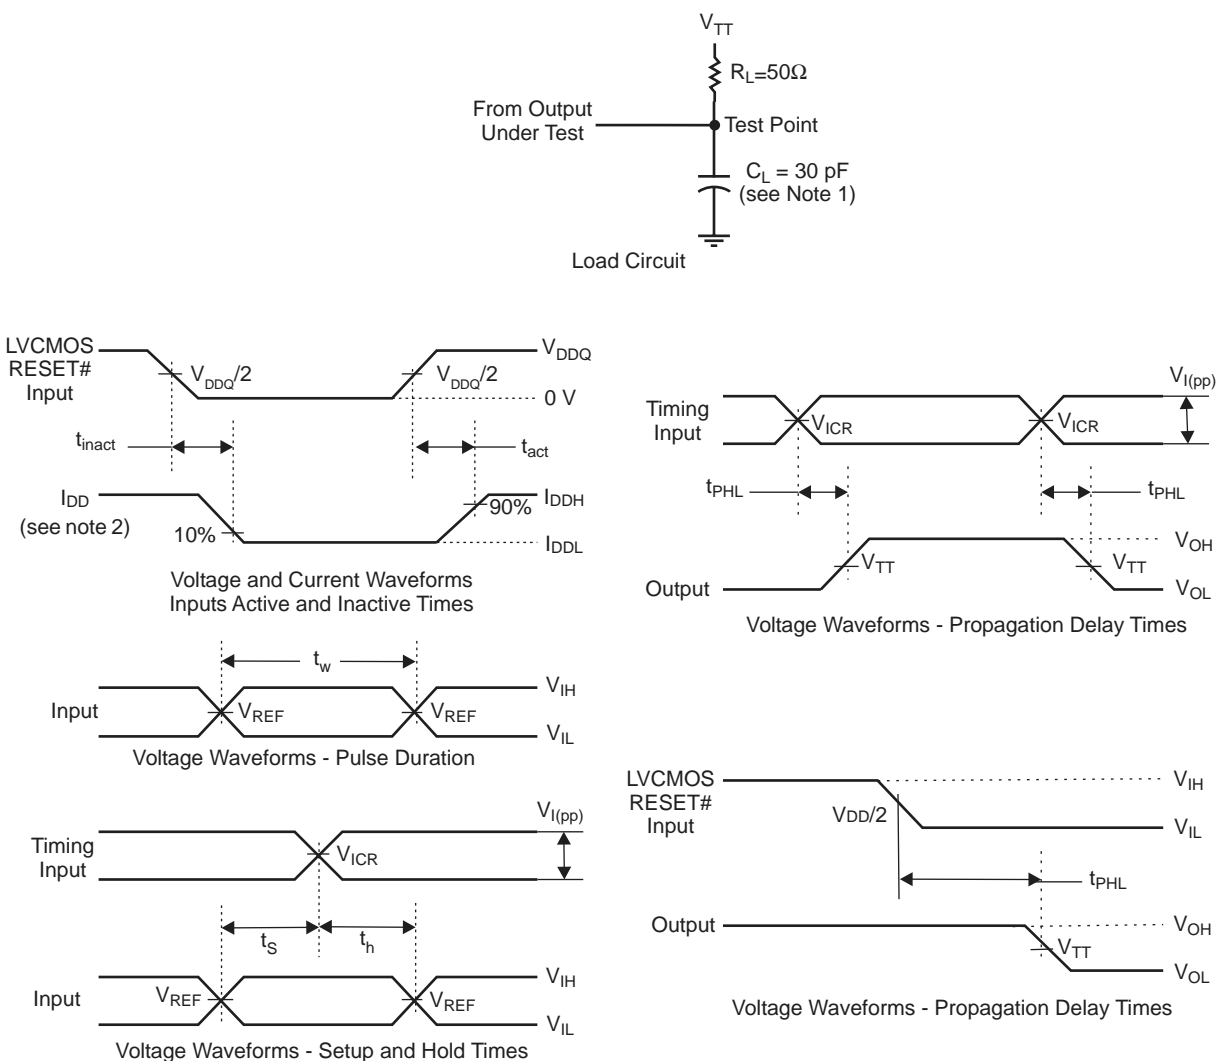 V_TT
R_L=50Ω
From Output
Under Test
Test Point
C_L = 30 pF
(see Note 1)
Load Circuit
LVCMOS
RESET#
Input
V_DDQ/2
V_DDQ/2
V_DDQ
0 V
t_inact
t_act
I_DD
(see note 2)
10%
90%
I_DDH
I_DDL
Voltage and Current Waveforms
Inputs Active and Inactive Times
t_w
Input
V_REF
V_REF
V_IH
V_IL
Voltage Waveforms - Pulse Duration
Timing
Input
V_ICR
V_I(pp)
t_S
t_h
Input
V_REF
V_REF
V_IH
V_IL
Voltage Waveforms - Setup and Hold Times
Timing
Input
V_ICR
V_ICR
V_I(pp)
t_PHL
t_PHL
Output
V_TT
V_TT
V_OH
V_OL
Voltage Waveforms - Propagation Delay Times
LVCMOS
RESET#
Input
V_DD/2
V_IH
V_IL
t_PHL
Output
V_TT
V_OH
V_OL
Voltage Waveforms - Propagation Delay Times